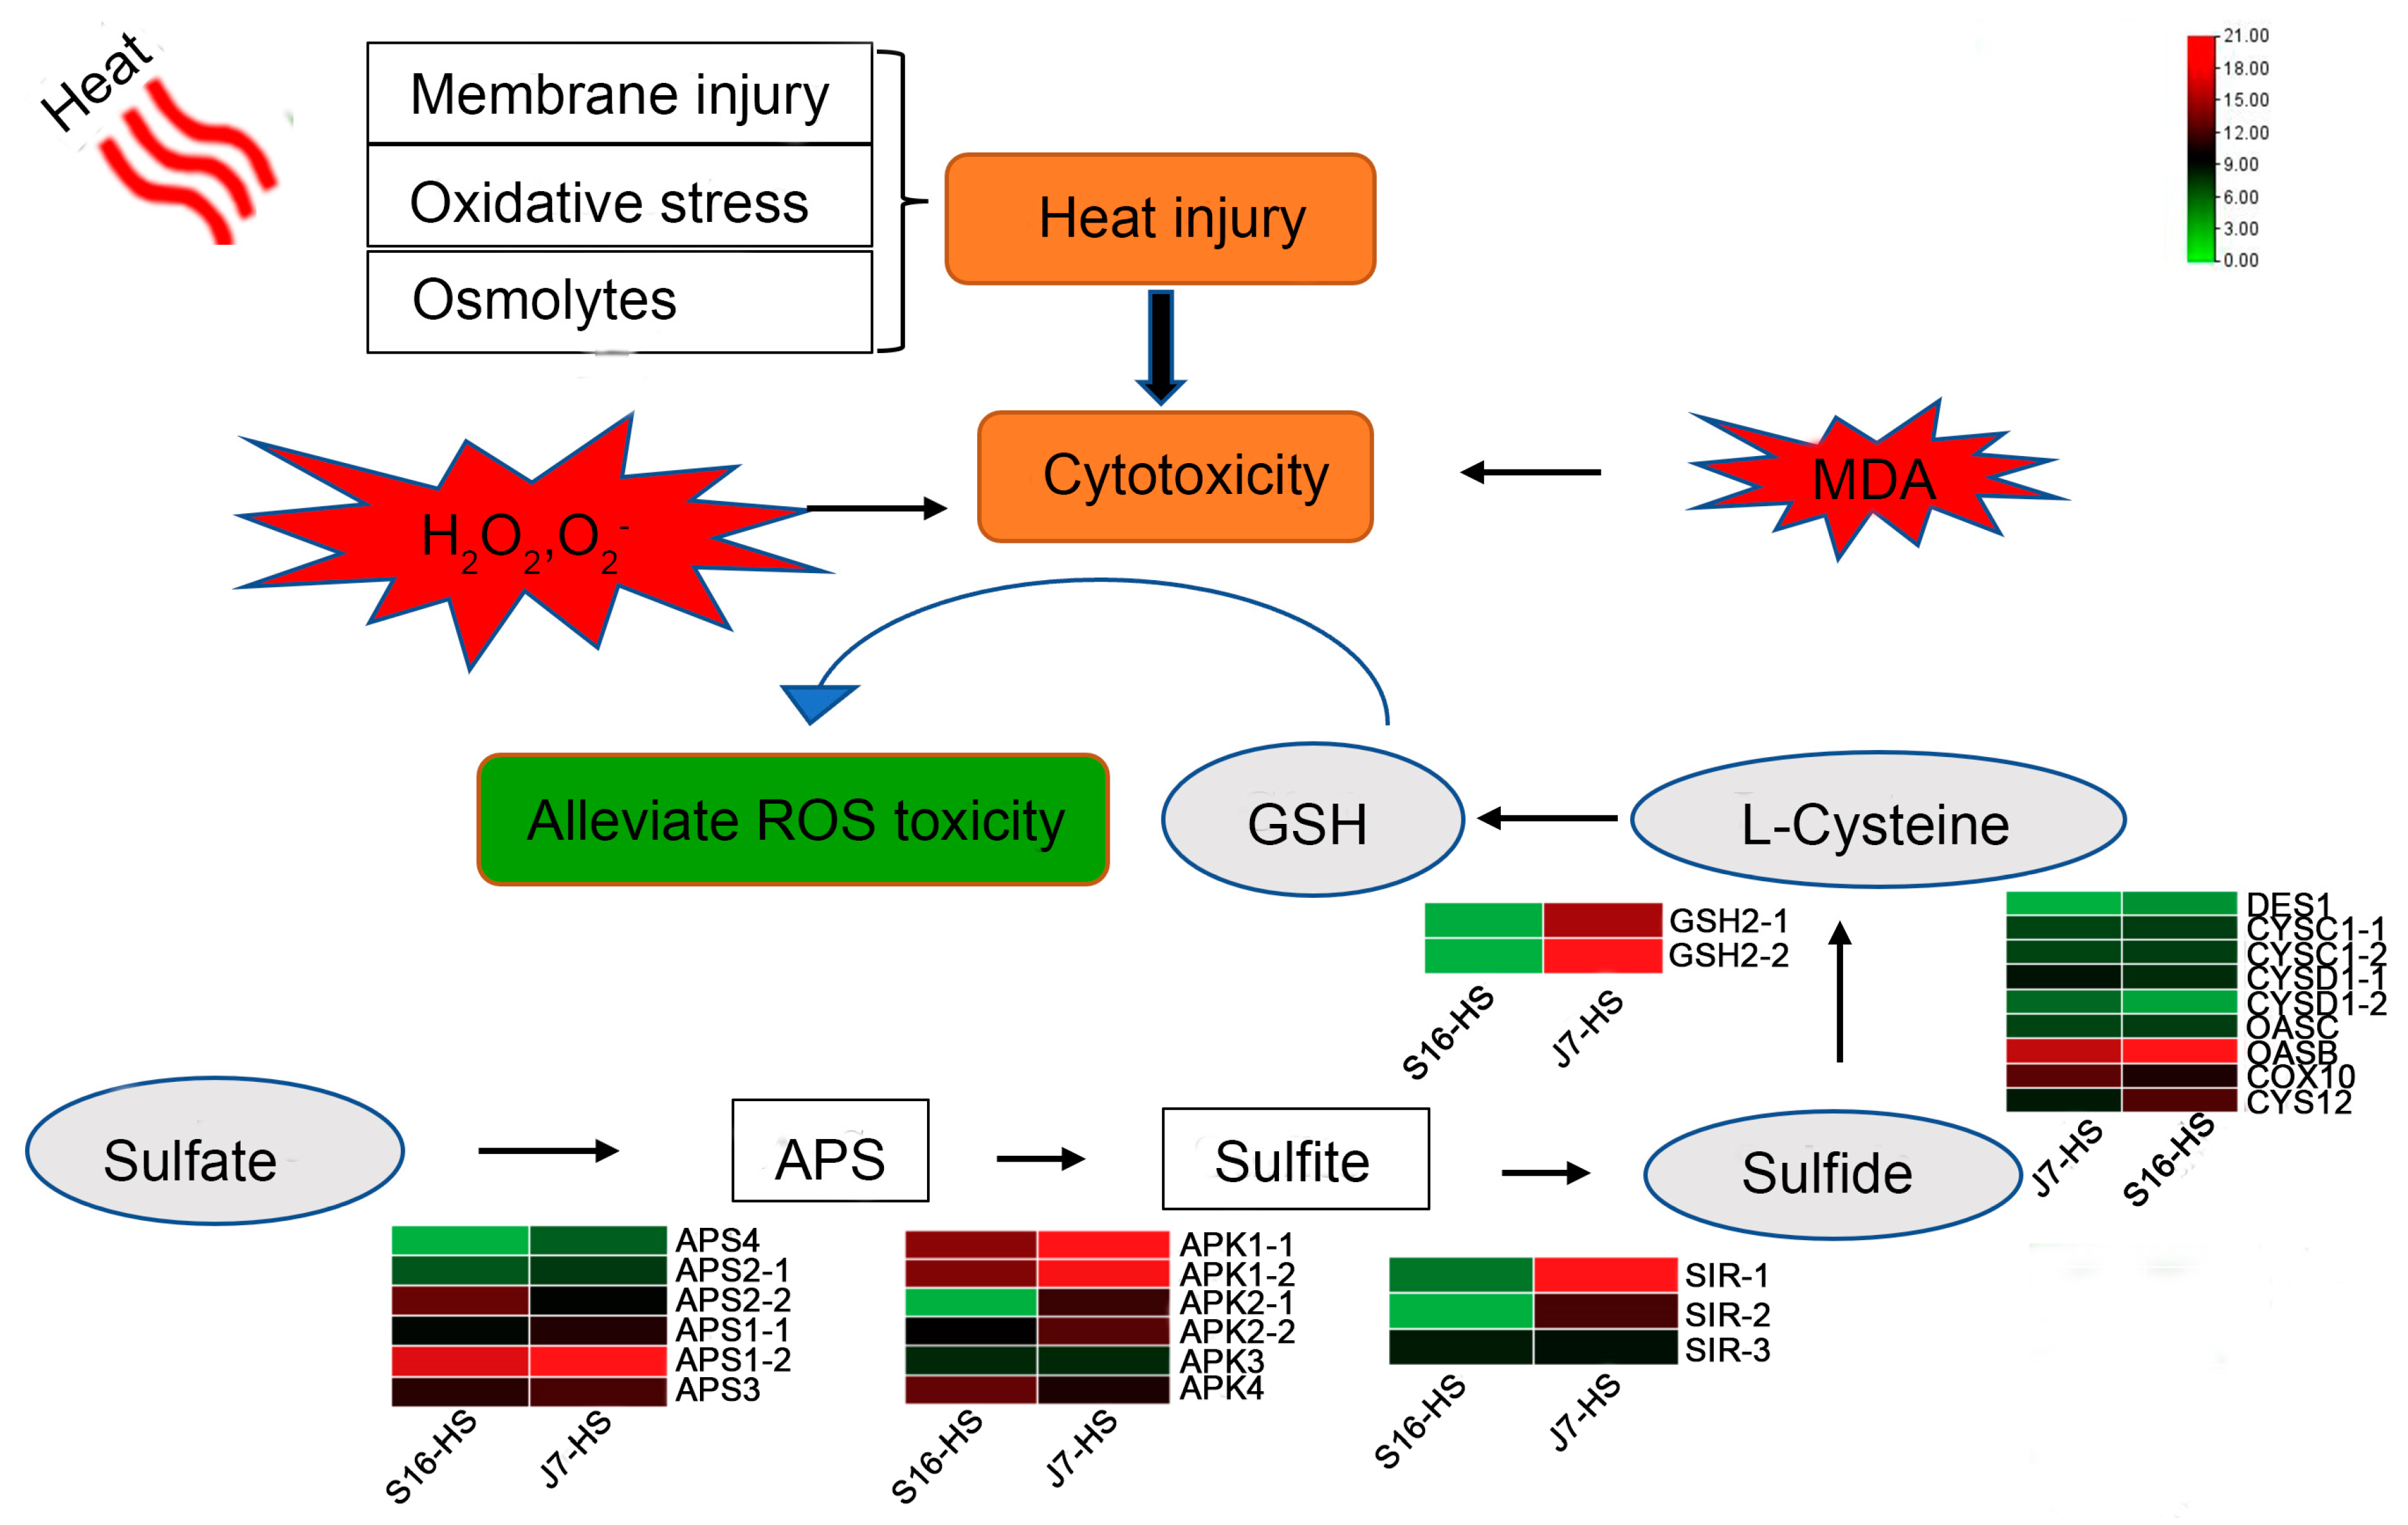 Heat
Membrane injury
Oxidative stress
Osmolytes
Heat injury
21.00
18.00
15.00
12.00
9.00
6.00
3.00
0.00
H₂O₂,O₂⁻
Cytotoxicity
MDA
Alleviate ROS toxicity
GSH
L-Cysteine
GSH2-1
GSH2-2
S16-HS
J7-HS
DES1
CYSC1-1
CYSC1-2
CYSD1-1
CYSD1-2
OASC
OASB
COX10
CYS12
J7-HS
S16-HS
Sulfate
APS
Sulfite
Sulfide
APS4
APS2-1
APS2-2
APS1-1
APS1-2
APS3
S16-HS
J7-HS
APK1-1
APK1-2
APK2-1
APK2-2
APK3
APK4
S16-HS
J7-HS
SIR-1
SIR-2
SIR-3
S16-HS
J7-HS